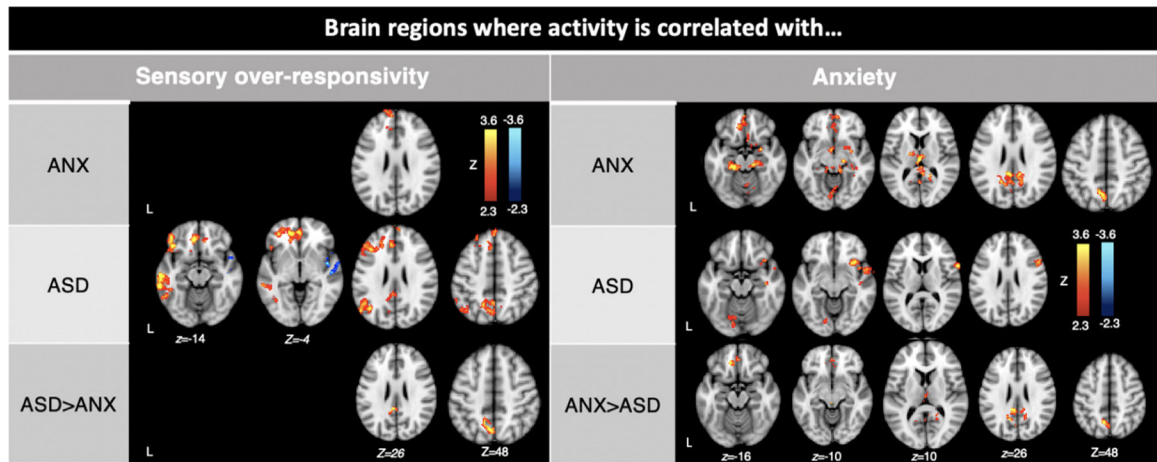 Brain regions where activity is correlated with...
Sensory over-responsivity
Anxiety
ANX
3.6 -3.6
Z
2.3 -2.3
L
ASD
L
z=-14
Z=-4
ASD>ANX
L
Z=26
Z=48
ANX
L
ASD
3.6 -3.6
Z
2.3 -2.3
L
ANX>ASD
L
z=-16
z=-10
z=10
z=26
Z=48